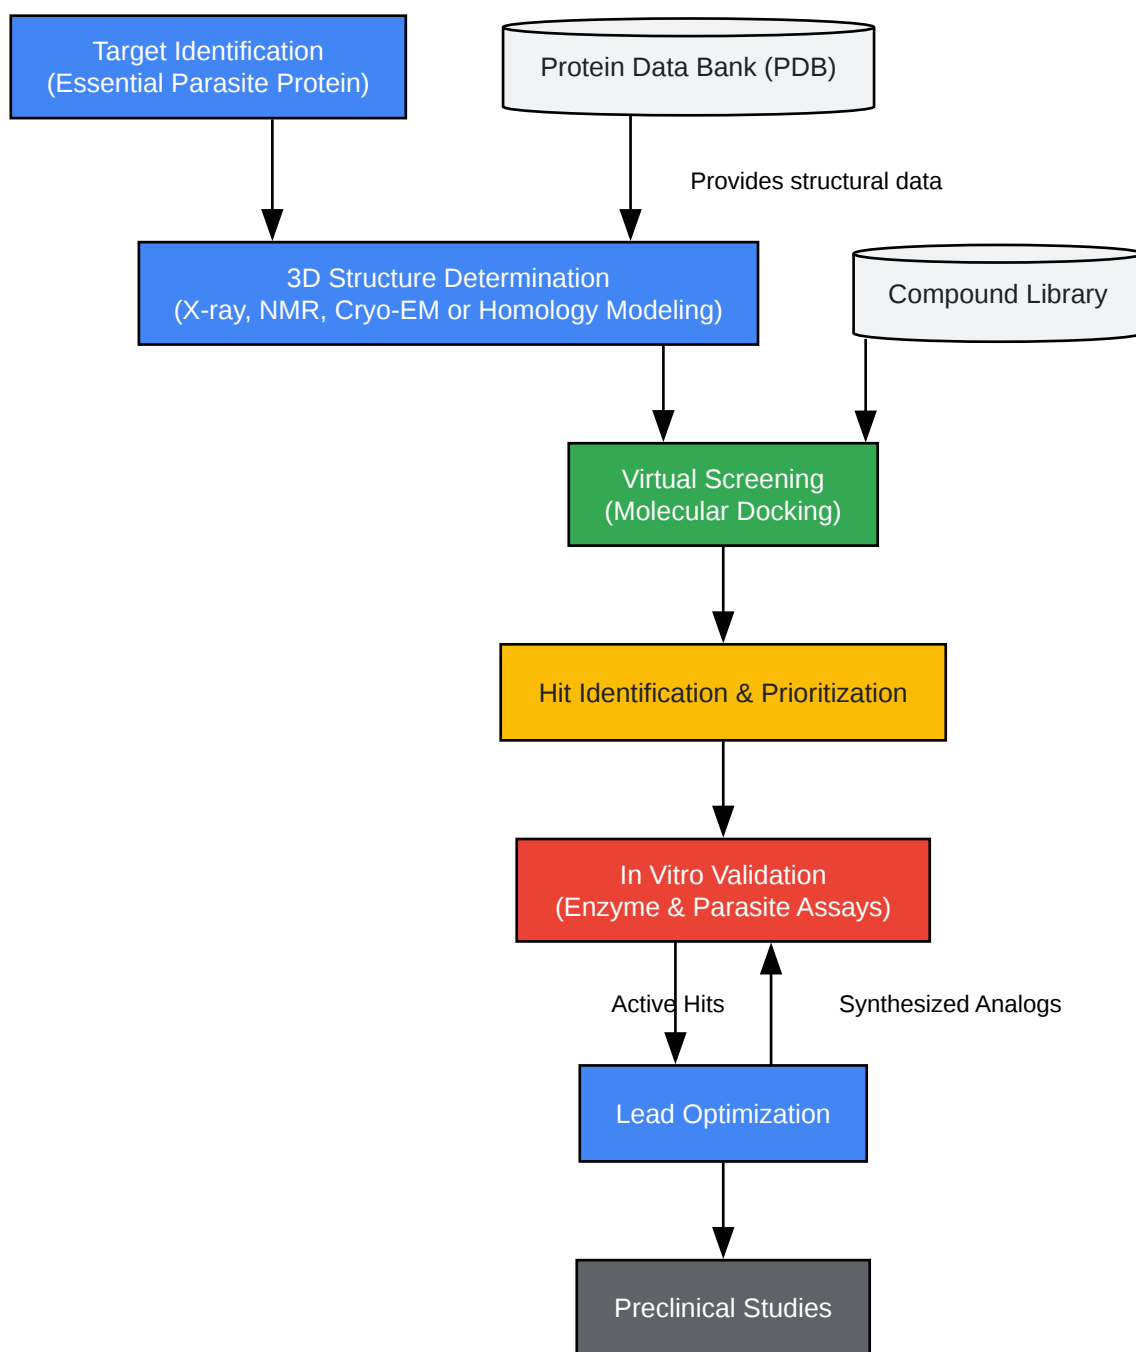 Target Identification
(Essential Parasite Protein)
Protein Data Bank (PDB)
Provides structural data
3D Structure Determination
(X-ray, NMR, Cryo-EM or Homology Modeling)
Compound Library
Virtual Screening
(Molecular Docking)
Hit Identification & Prioritization
In Vitro Validation
(Enzyme & Parasite Assays)
Active Hits
Synthesized Analogs
Lead Optimization
Preclinical Studies